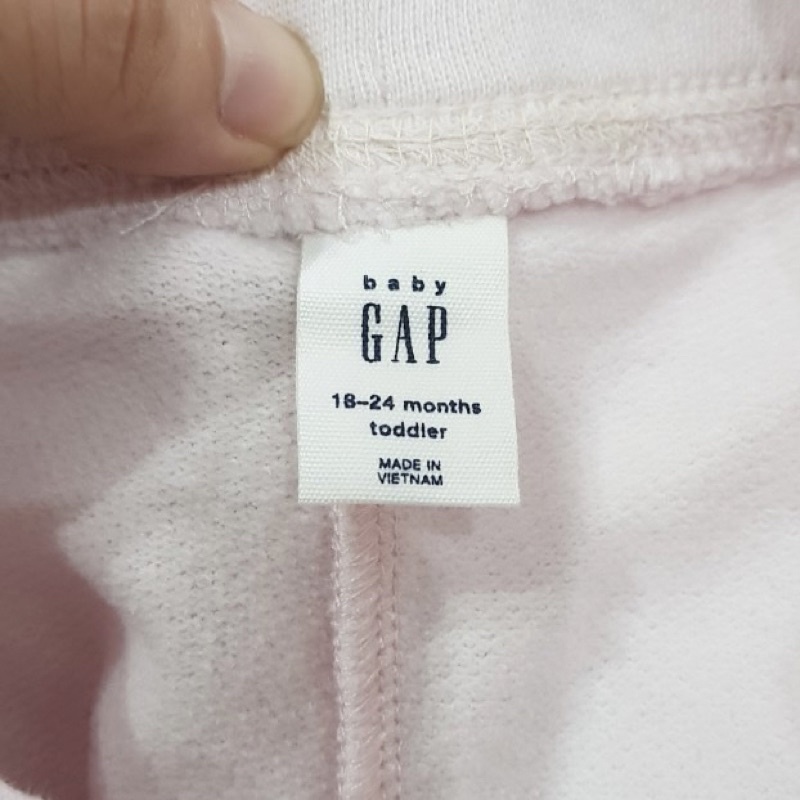 baby
GAP
18–24 months
toddler
MADE IN
VIETNAM